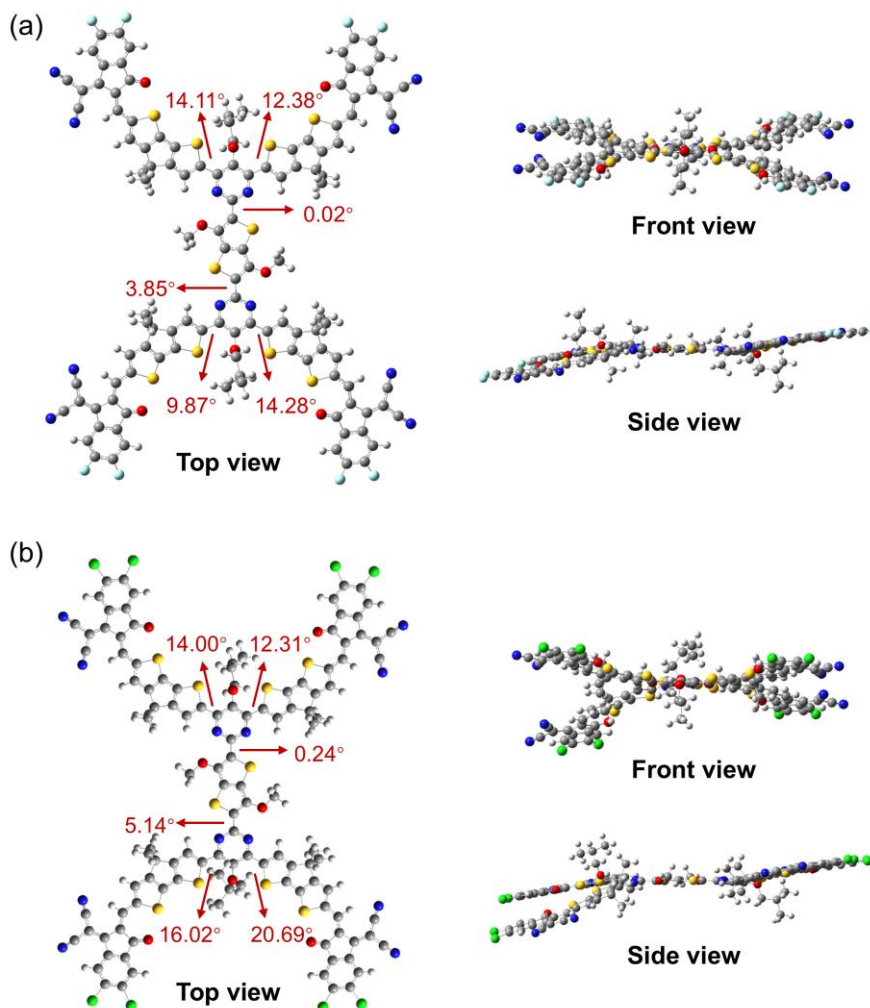 (a)
14.11°
12.38°
0.02°
3.85°
9.87°
14.28°
Top view
Front view
Side view
(b)
14.00°
12.31°
0.24°
5.14°
16.02°
20.69°
Top view
Front view
Side view